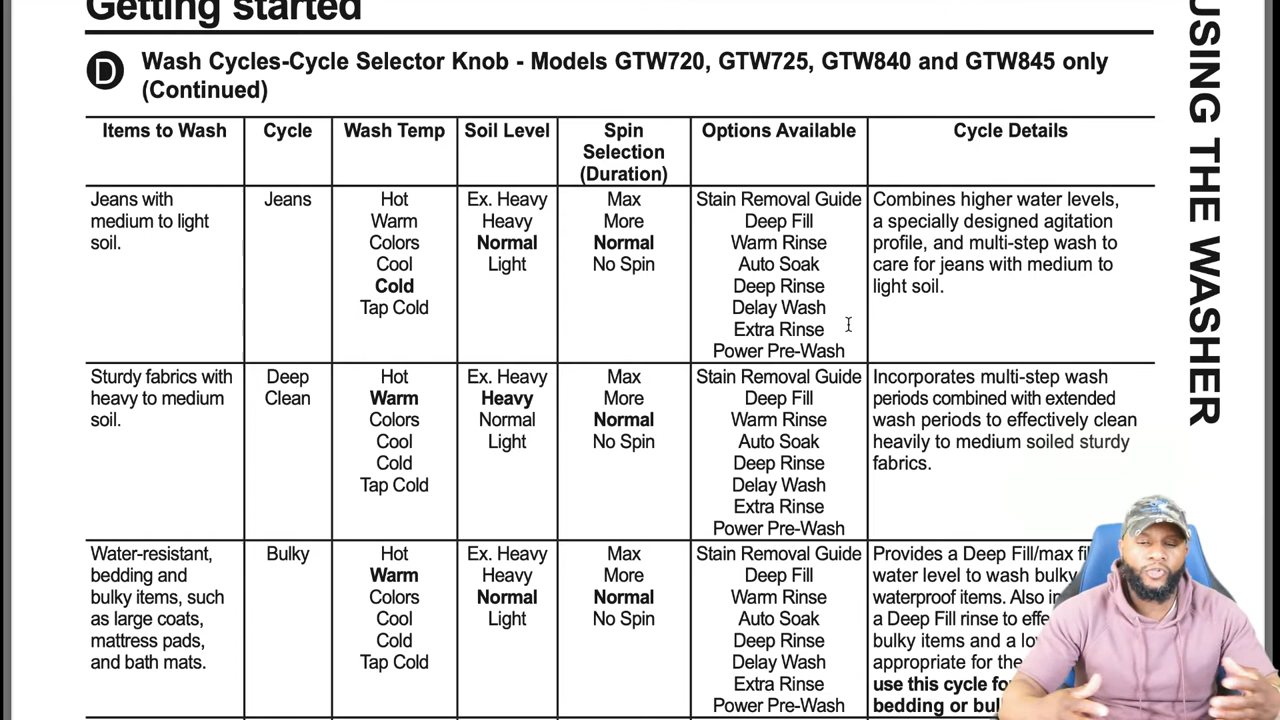 Getting started
D Wash Cycles-Cycle Selector Knob - Models GTW720, GTW725, GTW840 and GTW845 only
(Continued)
USING THE WASHER
Items to Wash
Cycle
Wash Temp
Soil Level
Spin
Selection
(Duration)
Options Available
Cycle Details
Jeans with
medium to light
soil.
Jeans
Hot
Warm
Colors
Cool
Cold
Tap Cold
Ex. Heavy
Heavy
Normal
Light
Max
More
Normal
No Spin
Stain Removal Guide
Deep Fill
Warm Rinse
Auto Soak
Deep Rinse
Delay Wash
Extra Rinse
Power Pre-Wash
Combines higher water levels,
a specially designed agitation
profile, and multi-step wash to
care for jeans with medium to
light soil.
Sturdy fabrics with
heavy to medium
soil.
Deep
Clean
Hot
Warm
Colors
Cool
Cold
Tap Cold
Ex. Heavy
Heavy
Normal
Light
Max
More
Normal
No Spin
Stain Removal Guide
Deep Fill
Warm Rinse
Auto Soak
Deep Rinse
Delay Wash
Extra Rinse
Power Pre-Wash
Incorporates multi-step wash
periods combined with extended
wash periods to effectively clean
heavily to medium soiled sturdy
fabrics.
Water-resistant,
bedding and
bulky items, such
as large coats,
mattress pads,
and bath mats.
Bulky
Hot
Warm
Colors
Cool
Cold
Tap Cold
Ex. Heavy
Heavy
Normal
Light
Max
More
Normal
No Spin
Stain Removal Guide
Deep Fill
Warm Rinse
Auto Soak
Deep Rinse
Delay Wash
Extra Rinse
Power Pre-Wash
Provides a Deep Fill/max
water level to wash bulky
waterproof items. Also
a Deep Fill rinse to
bulky items and a
appropriate for the
use this cycle
bedding or